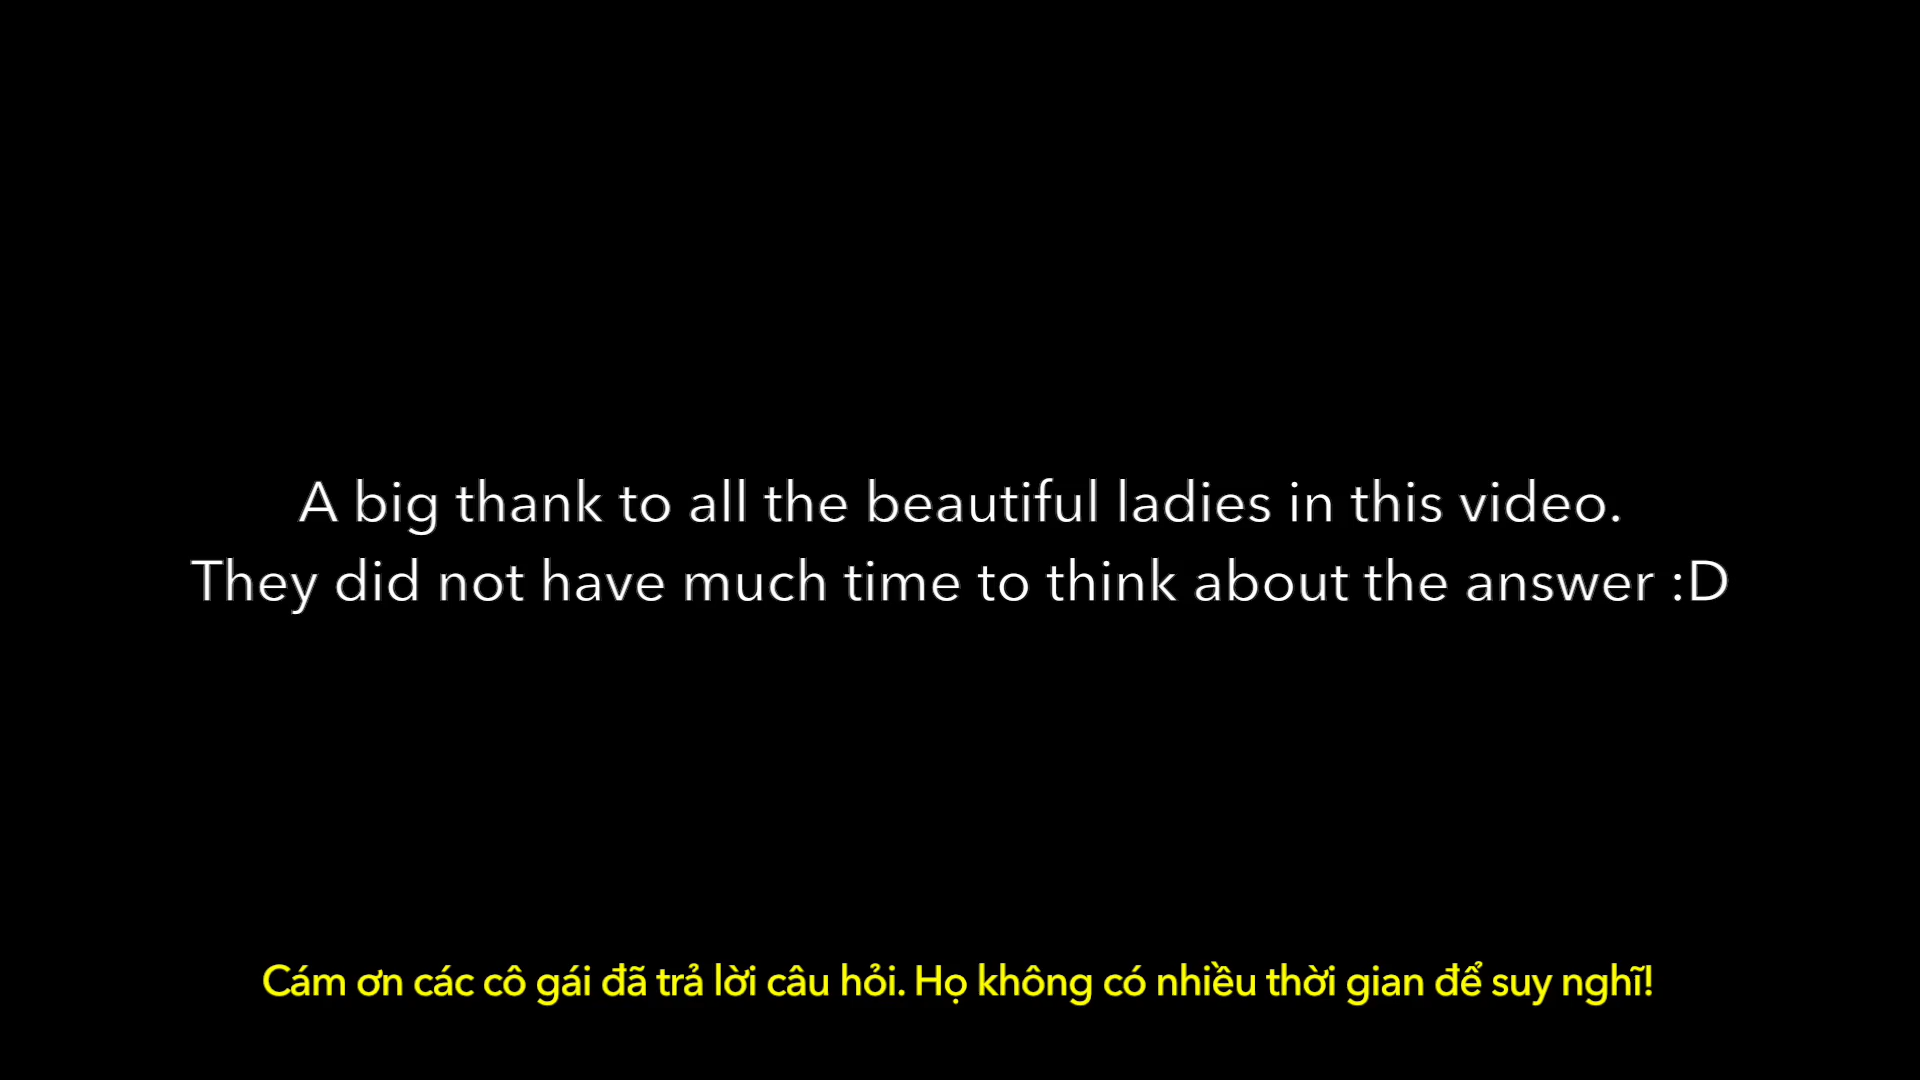 A big thank to all the beautiful ladies in this video.
They did not have much time to think about the answer :D
Cám ơn các cô gái đã trả lời câu hỏi. Họ không có nhiều thời gian để suy nghĩ!